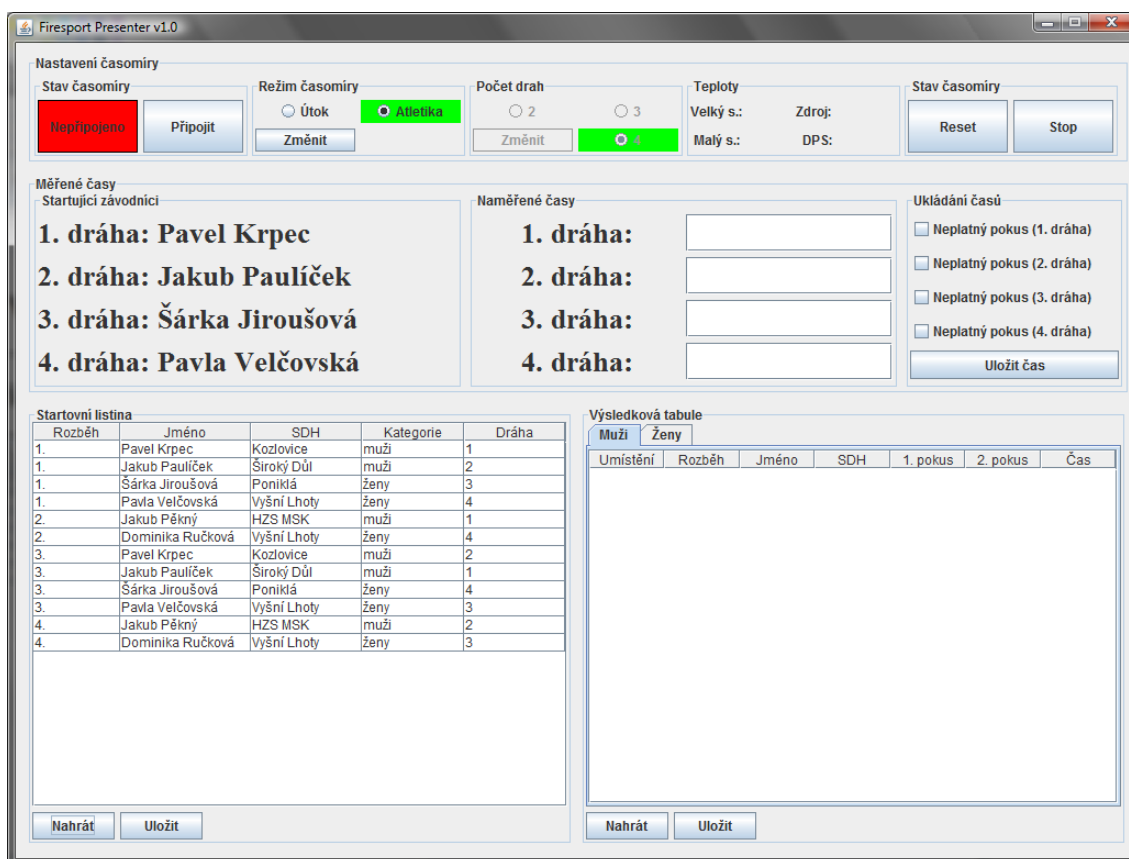 Firesport Presenter v1.0
Nastavení časomíry
Stav časomíry
Nepřipojeno
Připojit
Režim časomíry
Útok
Atletika
Změnit
Počet drah
2
3
Změnit
4
Teploty
Velký s.: Zdroj:
Malý s.: DPS:
Stav časomíry
Reset
Stop
Měřené časy
Startující závodníci
1. dráha: Pavel Krpec
2. dráha: Jakub Paulíček
3. dráha: Šárka Jiroušová
4. dráha: Pavla Velčovská
Naměřené časy
1. dráha:
2. dráha:
3. dráha:
4. dráha:
Ukládání časů
Neplatný pokus (1. dráha)
Neplatný pokus (2. dráha)
Neplatný pokus (3. dráha)
Neplatný pokus (4. dráha)
Uložit čas
Startovní listina
Rozběh Jméno SDH Kategorie Dráha
1. Pavel Krpec Kozlovice muži 1
1. Jakub Paulíček Široký Důl muži 2
1. Šárka Jiroušová Poniklá ženy 3
1. Pavla Velčovská Vyšní Lhoty ženy 4
2. Jakub Pěkný HZS MSK muži 1
2. Dominika Ručková Vyšní Lhoty ženy 4
3. Pavel Krpec Kozlovice muži 2
3. Jakub Paulíček Široký Důl muži 1
3. Šárka Jiroušová Poniklá ženy 4
3. Pavla Velčovská Vyšní Lhoty ženy 3
4. Jakub Pěkný HZS MSK muži 2
4. Dominika Ručková Vyšní Lhoty ženy 3
Nahrát
Uložit
Výsledková tabule
Muži Ženy
Umístění Rozběh Jméno SDH 1. pokus 2. pokus Čas
Nahrát
Uložit